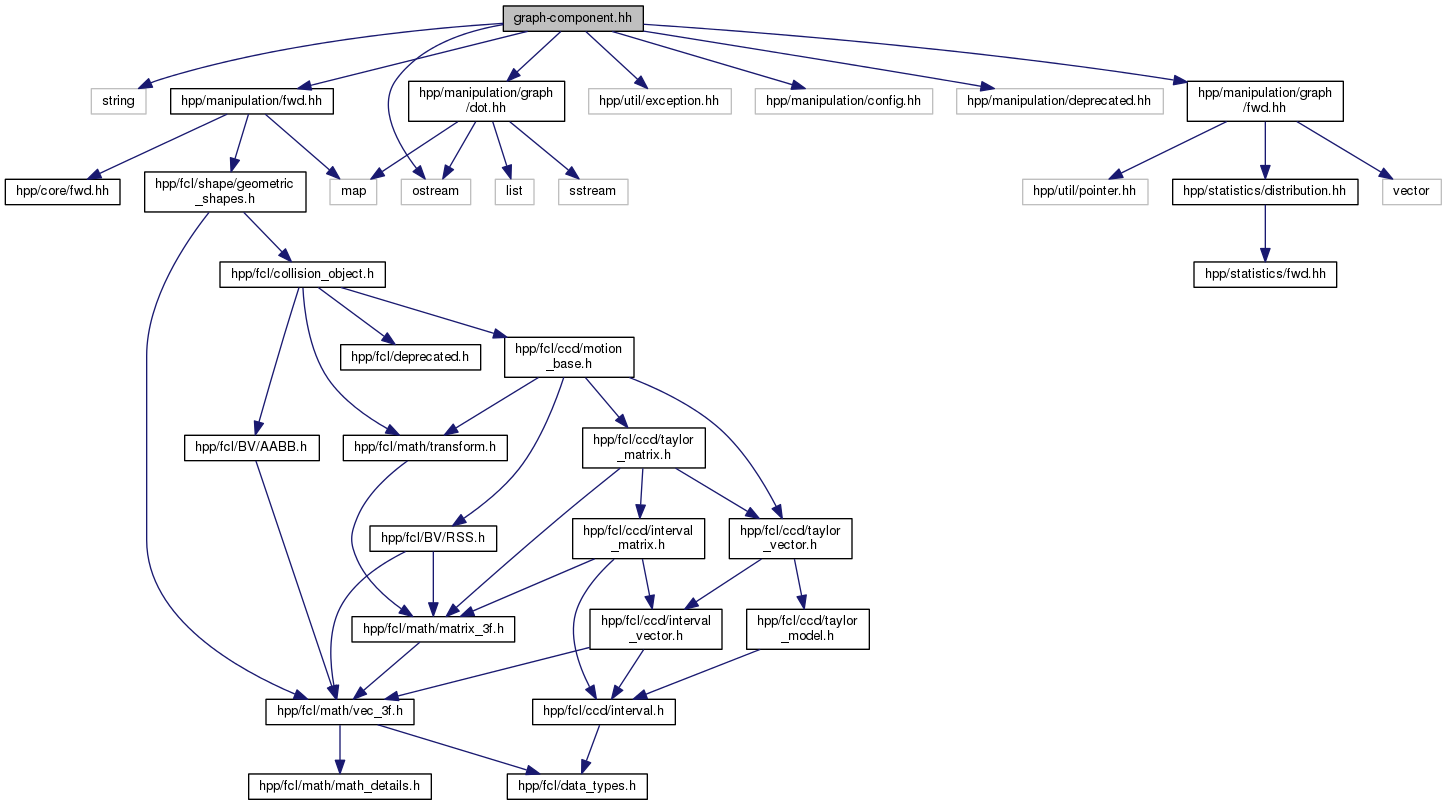 graph-component.hh
string
hpp/manipulation/fwd.hh
hpp/manipulation/graph
/dot.hh
hpp/util/exception.hh
hpp/manipulation/config.hh
hpp/manipulation/deprecated.hh
hpp/manipulation/graph
/fwd.hh
hpp/core/fwd.hh
hpp/fcl/shape/geometric
_shapes.h
map
ostream
list
sstream
hpp/util/pointer.hh
hpp/statistics/distribution.hh
vector
hpp/fcl/collision_object.h
hpp/statistics/fwd.hh
hpp/fcl/deprecated.h
hpp/fcl/ccd/motion
_base.h
hpp/fcl/BV/AABB.h
hpp/fcl/math/transform.h
hpp/fcl/ccd/taylor
_matrix.h
hpp/fcl/BV/RSS.h
hpp/fcl/ccd/interval
_matrix.h
hpp/fcl/ccd/taylor
_vector.h
hpp/fcl/math/matrix_3f.h
hpp/fcl/ccd/interval
_vector.h
hpp/fcl/ccd/taylor
_model.h
hpp/fcl/math/vec_3f.h
hpp/fcl/ccd/interval.h
hpp/fcl/math/math_details.h
hpp/fcl/data_types.h